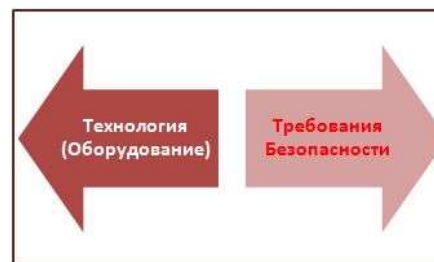 Технология
(Оборудование)
Требования
Безопасности